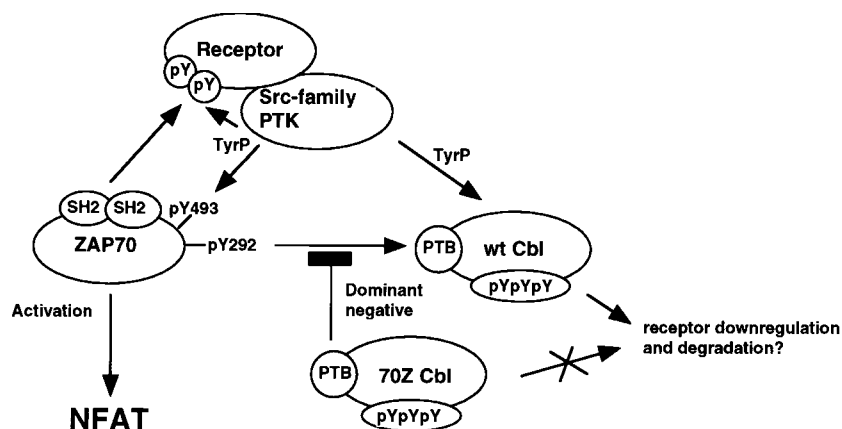 Receptor
pY
pY
Src-family
PTK
TyrP
TyrP
SH2
SH2
pY493
ZAP70
pY292
PTB
wt Cbl
pYpYpY
Activation
Dominant
negative
receptor downregulation
and degradation?
PTB
70Z Cbl
pYpYpY
NFAT